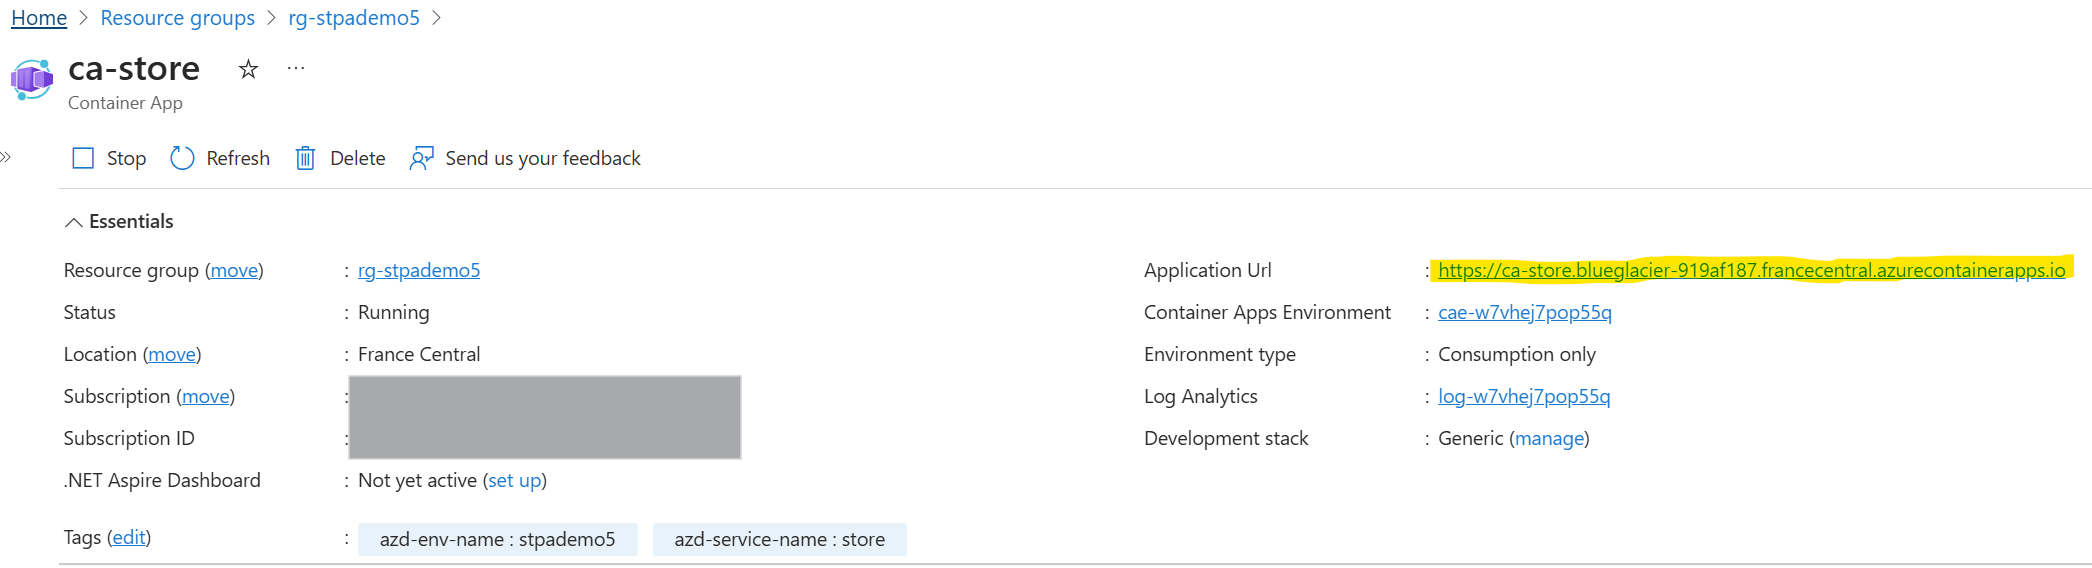 Home > Resource groups > rg-stpademo5 >
ca-store
Container App
Stop Refresh Delete Send us your feedback
Essentials
Resource group (move) : rg-stpademo5
Status : Running
Location (move) : France Central
Subscription (move) :
Subscription ID :
.NET Aspire Dashboard : Not yet active (set up)
Application Url : https://ca-store.blueglacier-919af187.francecentral.azurecontainerapps.io
Container Apps Environment : cae-w7vhej7pop55q
Environment type : Consumption only
Log Analytics : log-w7vhej7pop55q
Development stack : Generic (manage)
Tags (edit) : azd-env-name : stpademo5 azd-service-name : store